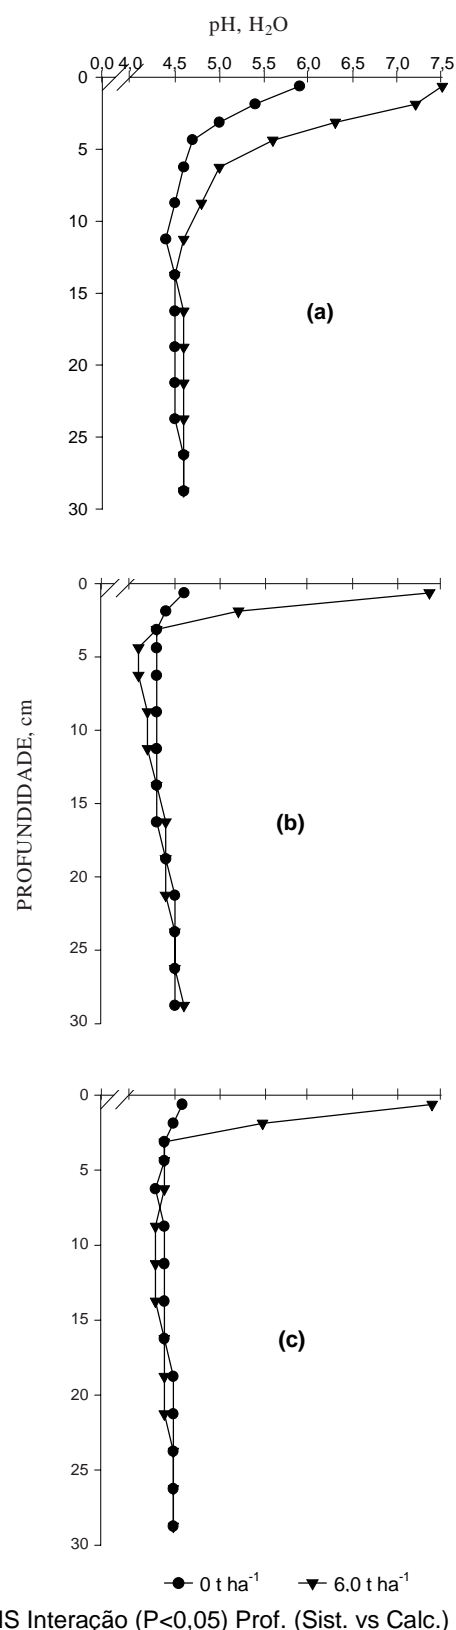 pH, H₂O
0,0 4,0 4,5 5,0 5,5 6,0 6,5 7,0 7,5
0
5
10
15
20
25
30
(a)
PROFUNDIDADE, cm
0
5
10
15
20
25
30
(b)
0
5
10
15
20
25
30
(c)
0 t ha⁻¹ 6,0 t ha⁻¹
Interação (P<0,05) Prof. (Sist. vs Calc.)